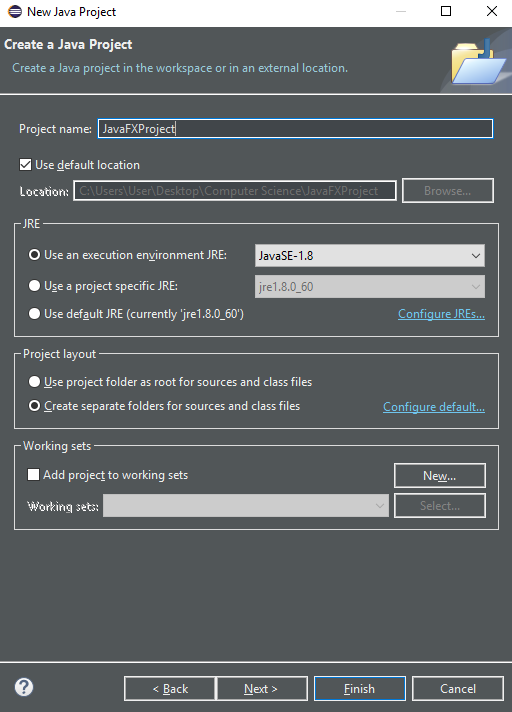 New Java Project
Create a Java Project
Create a Java project in the workspace or in an external location.
Project name: JavaFXProject
Use default location
Location: C:\Users\User\Desktop\Computer Science\JavaFXProject Browse...
JRE
Use an execution environment JRE: JavaSE-1.8
Use a project specific JRE: jre1.8.0_60
Use default JRE (currently 'jre1.8.0_60') Configure JREs...
Project layout
Use project folder as root for sources and class files
Create separate folders for sources and class files Configure default...
Working sets
Add project to working sets New...
Working sets: Select...
? < Back Next > Finish Cancel